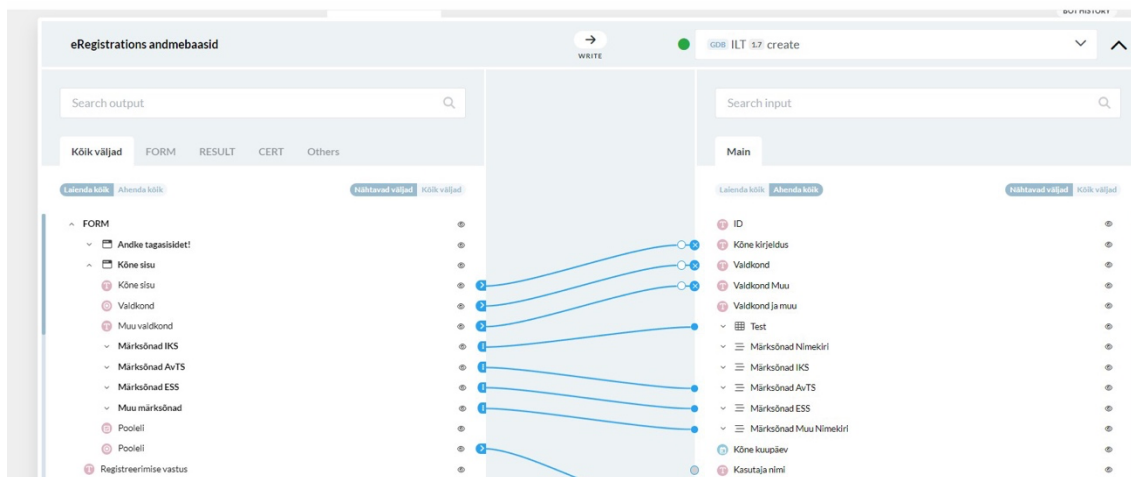 BOT HISTORY
eRegistrations andmebaasid
WRITE
GDB ILT 1.7 create
Search output
Search input
Kõik väljad FORM RESULT CERT Others
Main
Laienda kõik Ahenda kõik
Nähtavad väljad Kõik väljad
Laienda kõik Ahenda kõik
Nähtavad väljad Kõik väljad
FORM
Andke tagasisidet!
Kõne sisu
Kõne sisu
Valdkond
Muu valdkond
Märksõnad IKS
Märksõnad AvTS
Märksõnad ESS
Muu märksõnad
Pooleli
Pooleli
Registreerimise vastus
ID
Kõne kirjeldus
Valdkond
Valdkond Muu
Valdkond ja muu
Test
Märksõnad Nimekiri
Märksõnad IKS
Märksõnad AvTS
Märksõnad ESS
Märksõnad Muu Nimekiri
Kõne kuupäev
Kasutaja nimi